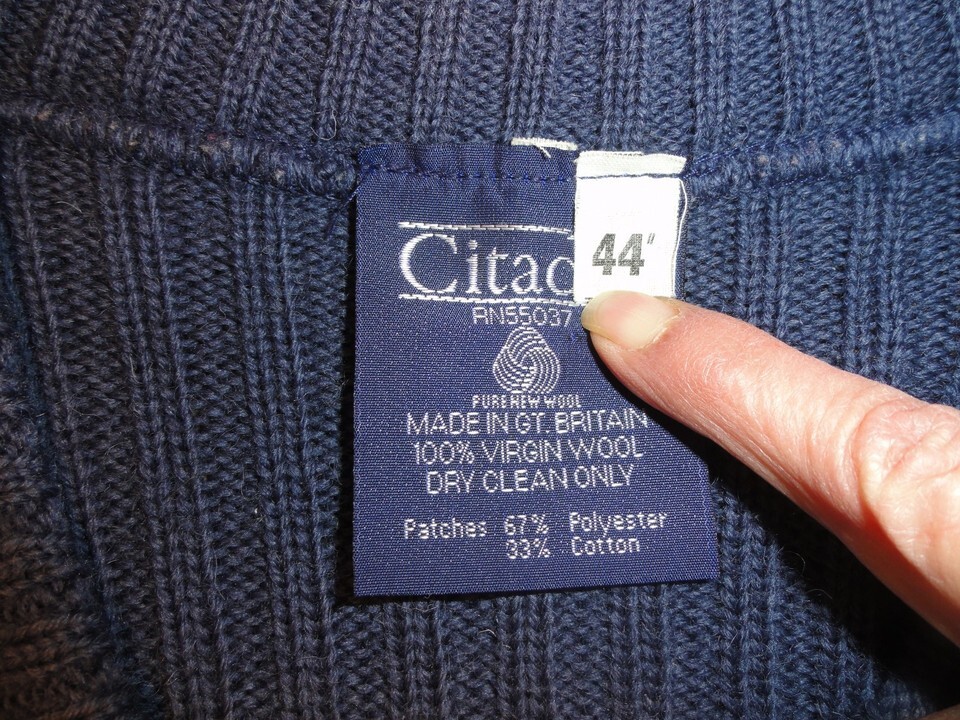 Citad
44"
RN55037
PURE NEW WOOL
MADE IN GT. BRITAIN
100% VIRGIN WOOL
DRY CLEAN ONLY
Patches 67% Polyester
33% Cotton